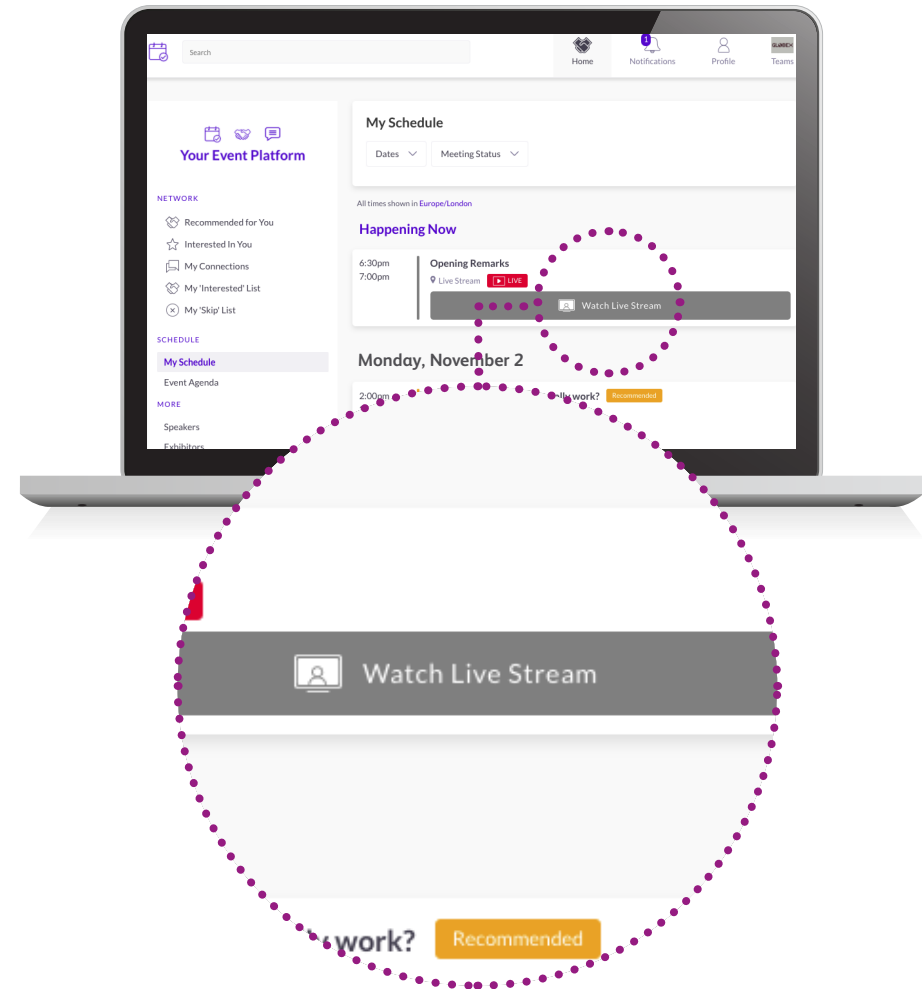 Search
1
Home
Notifications
Profile
Teams
Your Event Platform
NETWORK
Recommended for You
Interested In You
My Connections
My 'Interested' List
My 'Skip' List
SCHEDULE
My Schedule
Event Agenda
MORE
Speakers
Exhibitors
My Schedule
Dates
Meeting Status
All times shown in Europe/London
Happening Now
6:30pm
7:00pm
Opening Remarks
Live Stream LIVE
Watch Live Stream
Monday, November 2
2:00pm work? Recommended
Watch Live Stream
work? Recommended